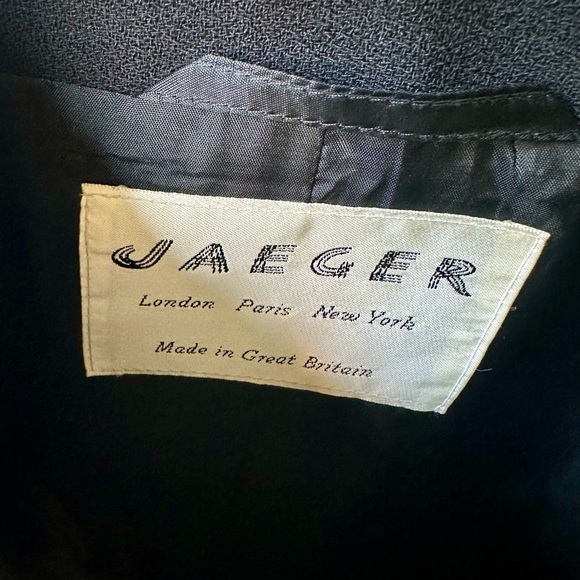 JAEGER
London Paris New York
Made in Great Britain